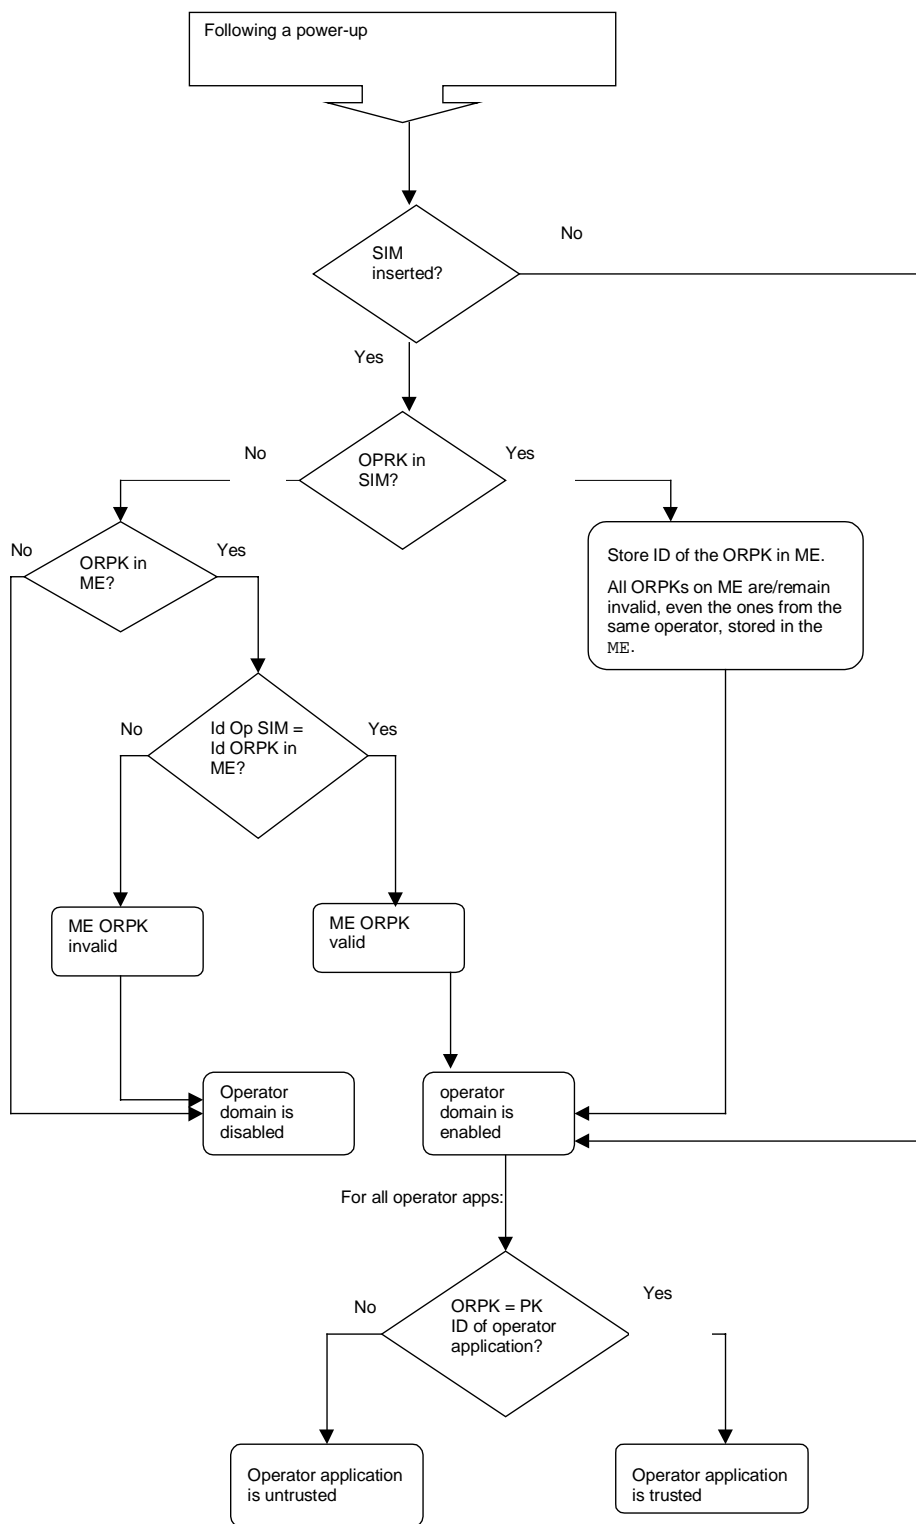 Following a power-up
SIM
inserted?
No
Yes
OPRK in
SIM?
No
Yes
ORPK in
ME?
No
Yes
Store ID of the ORPK in ME.
All ORPKs on ME are/remain
invalid, even the ones from the
same operator, stored in the
ME.
Id Op SIM =
Id ORPK in
ME?
No
Yes
ME ORPK
invalid
ME ORPK
valid
Operator
domain is
disabled
operator
domain is
enabled
For all operator apps:
ORPK = PK
ID of operator
application?
No
Yes
Operator application
is untrusted
Operator application
is trusted